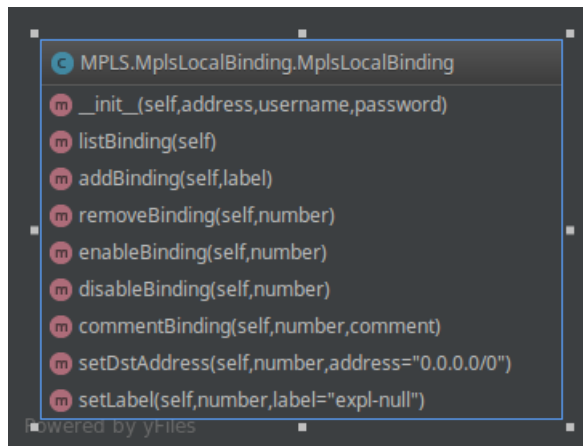 C MPLS.MplsLocalBinding.MplsLocalBinding
m __init__(self,address,username,password)
m listBinding(self)
m addBinding(self,label)
m removeBinding(self,number)
m enableBinding(self,number)
m disableBinding(self,number)
m commentBinding(self,number,comment)
m setDstAddress(self,number,address="0.0.0.0/0")
m setLabel(self,number,label="expl-null")
Powered by yFiles